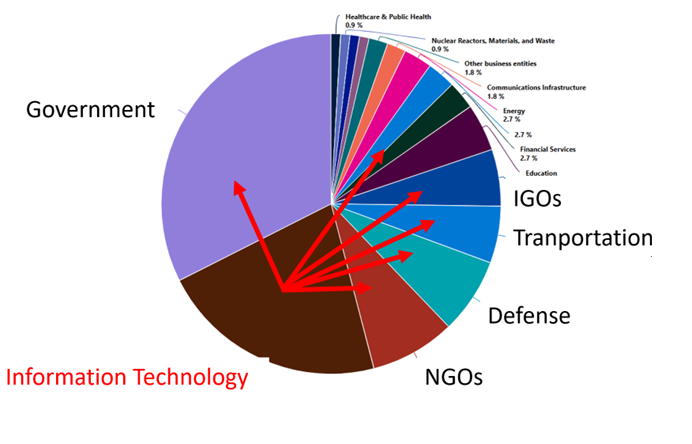 Healthcare & Public Health
0.9 %
Nuclear Reactors, Materials, and Waste
0.9 %
Other business entities
1.8 %
Communications Infrastructure
1.8 %
Energy
2.7 %
2.7 %
Financial Services
2.7 %
Education
Government
IGOs
Tranportation
Defense
NGOs
Information Technology